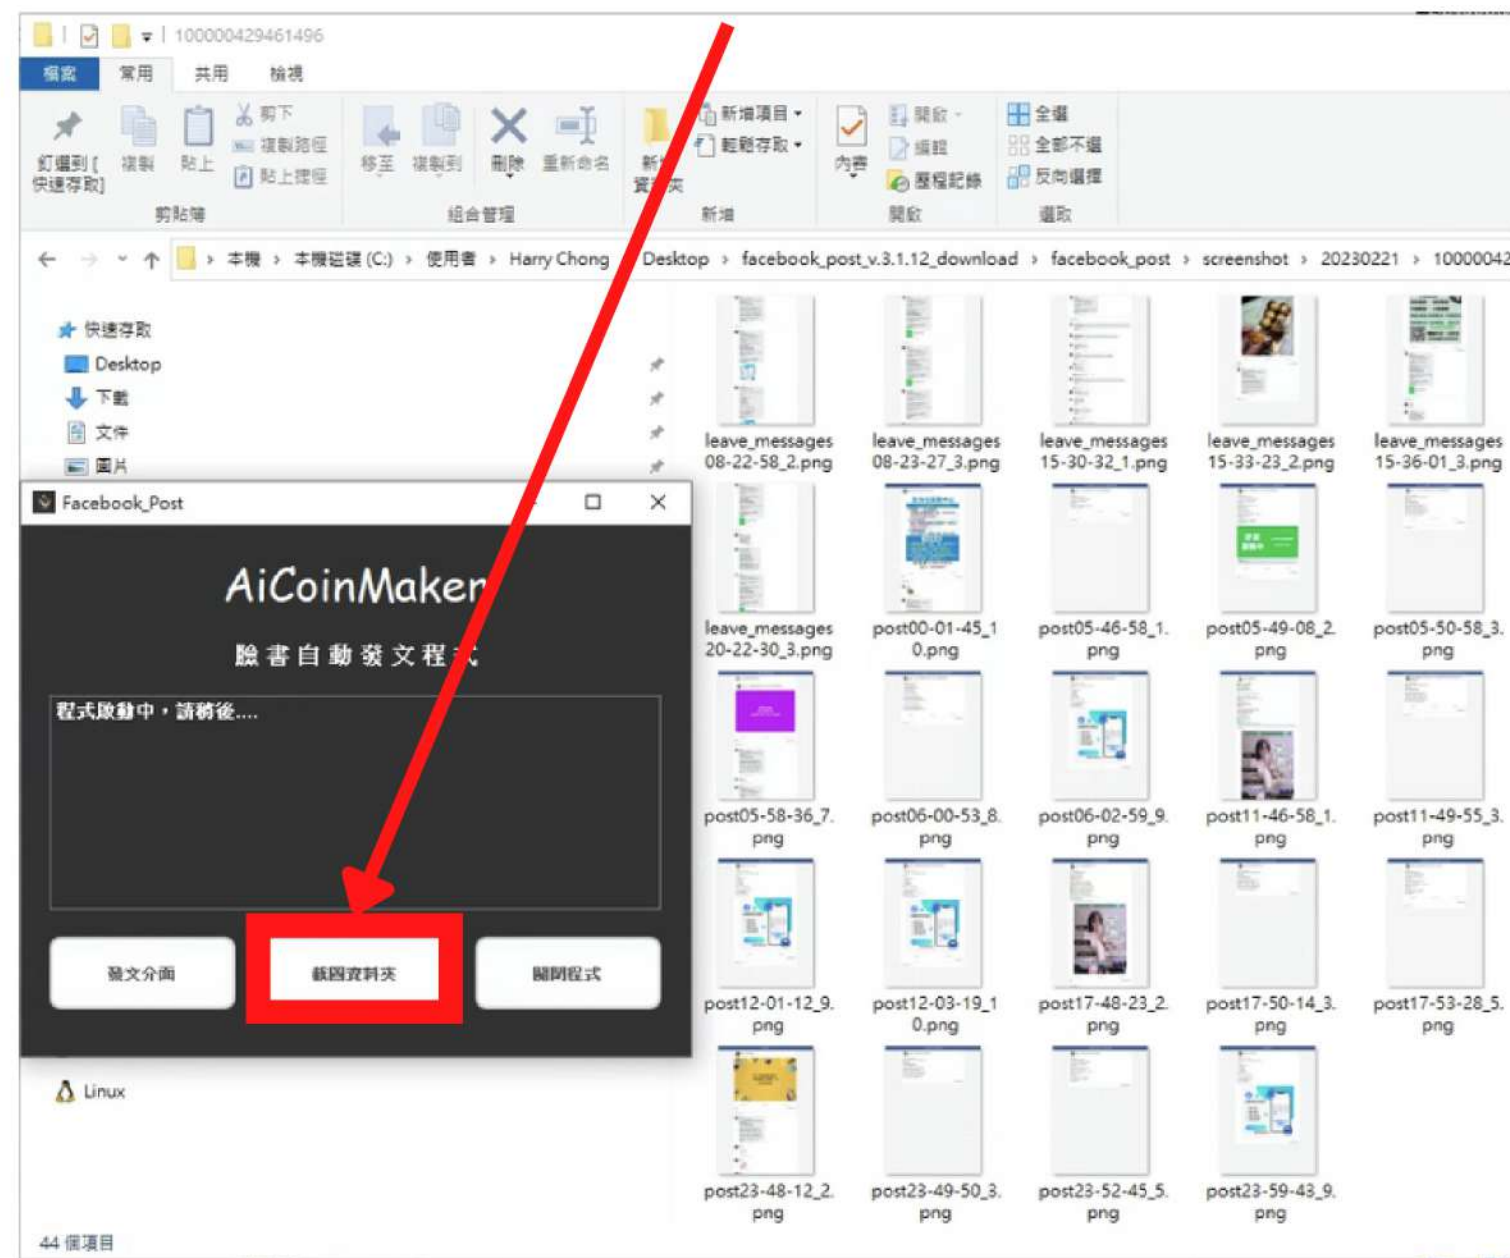 100000429461496
檔案 常用 共用 檢視
釘選到 [快速存取]
複製
貼上
剪下
複製路徑
貼上捷徑
剪貼簿
移至
複製到
刪除
重新命名
組合管理
新增項目
輕鬆存取
新增
內容
開啟
編輯
歷程記錄
開啟
全選
全部不選
反向選擇
選取
本機 › 本機磁碟 (C:) › 使用者 › Harry Chong Desktop › facebook_post_v.3.1.12_download › facebook_post › screenshot › 20230221 › 10000042
快速存取
Desktop
下載
文件
圖片
Facebook_Post
AiCoinMaker
臉書自動發文程式
程式啟動中，請稍後....
發文介面
截圖資料夾
關閉程式
Linux
44 個項目
leave_messages
08-22-58_2.png
leave_messages
08-23-27_3.png
leave_messages
15-30-32_1.png
leave_messages
15-33-23_2.png
leave_messages
15-36-01_3.png
leave_messages
20-22-30_3.png
post00-01-45_1
0.png
post05-46-58_1.
png
post05-49-08_2.
png
post05-50-58_3.
png
post05-58-36_7.
png
post06-00-53_8.
png
post06-02-59_9.
png
post11-46-58_1.
png
post11-49-55_3.
png
post12-01-12_9.
png
post12-03-19_1
0.png
post17-48-23_2.
png
post17-50-14_3.
png
post17-53-28_5.
png
post23-48-12_2.
png
post23-49-50_3.
png
post23-52-45_5.
png
post23-59-43_9.
png